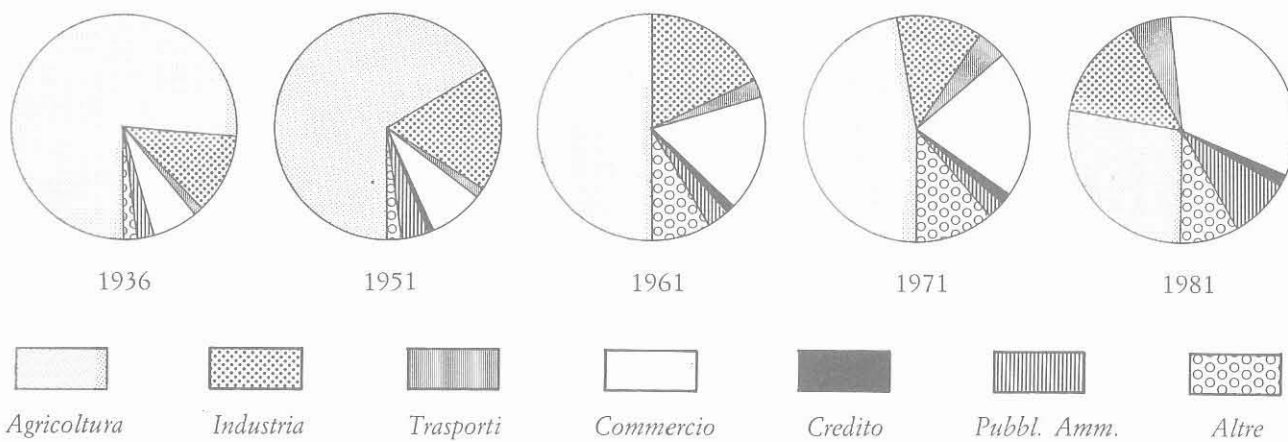 1936 1951 1961 1971 1981
Agricoltura Industria Trasporti Commercio Credito Pubbl. Amm. Altre